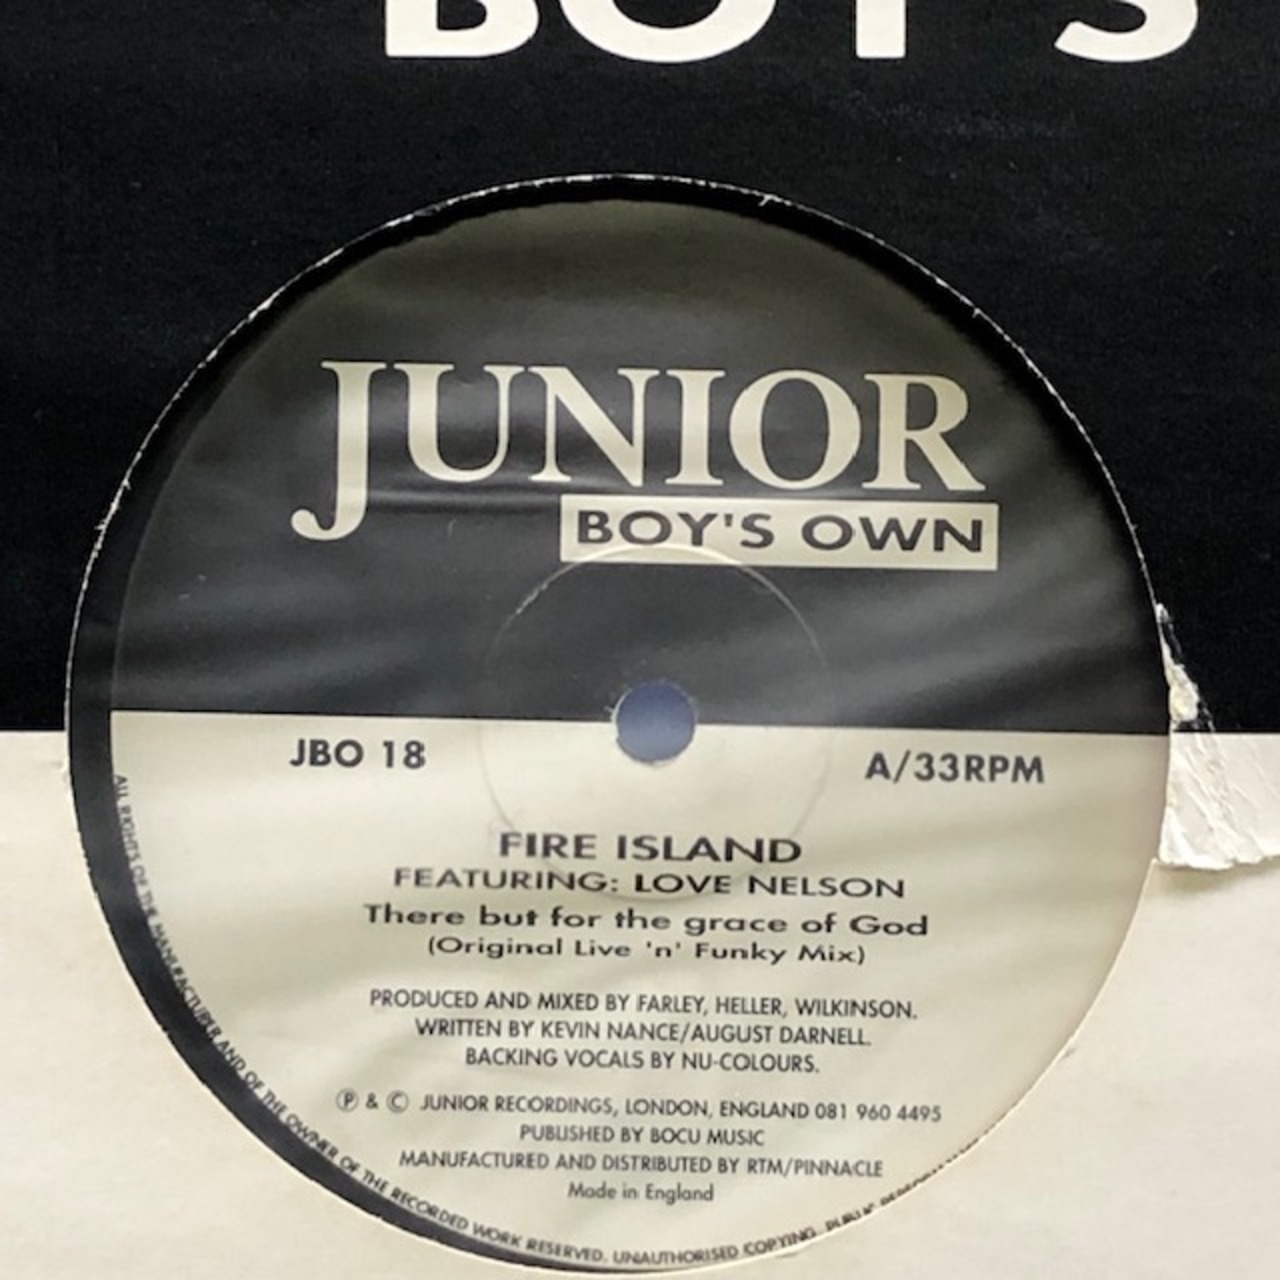 BOY'S
JUNIOR
BOY'S OWN
JBO 18
A/33RPM
FIRE ISLAND
FEATURING: LOVE NELSON
There but for the grace of God
(Original Live 'n' Funky Mix)
PRODUCED AND MIXED BY FARLEY, HELLER, WILKINSON.
WRITTEN BY KEVIN NANCE/AUGUST DARNELL.
BACKING VOCALS BY NU-COLOURS.
℗ & © JUNIOR RECORDINGS, LONDON, ENGLAND 081 960 4495
PUBLISHED BY BOCU MUSIC
MANUFACTURED AND DISTRIBUTED BY RTM/PINNACLE
Made in England
ALL RIGHTS OF THE MANUFACTURER AND OF THE OWNER OF THE RECORDED WORK RESERVED. UNAUTHORISED COPYING. PUBLIC